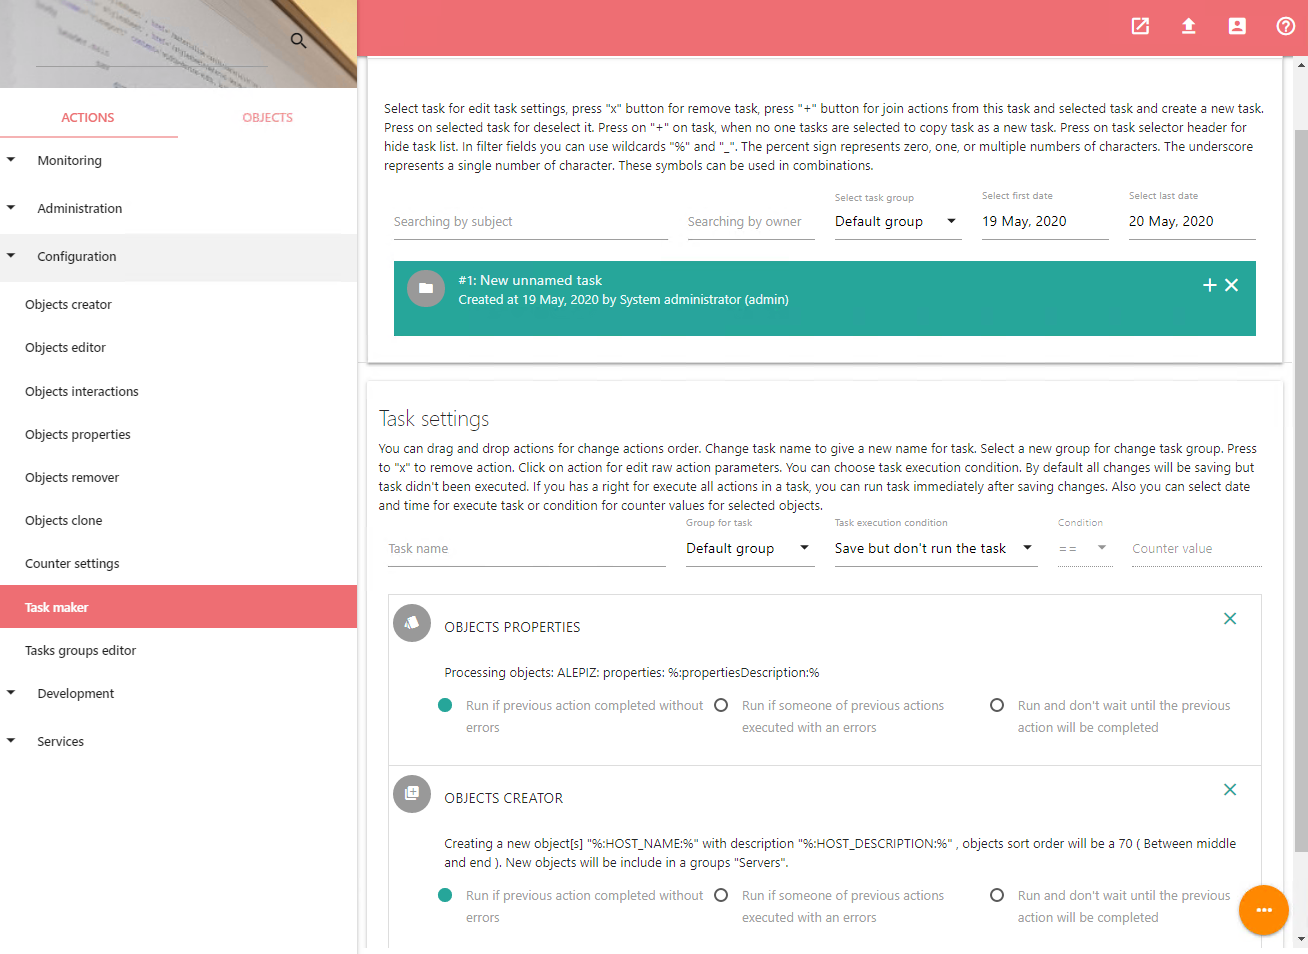 ACTIONS
OBJECTS
Monitoring
Administration
Configuration
Objects creator
Objects editor
Objects interactions
Objects properties
Objects remover
Objects clone
Counter settings
Task maker
Tasks groups editor
Development
Services
Select task for edit task settings, press "x" button for remove task, press "+" button for join actions from this task and selected task and create a new task.
Press on selected task for deselect it. Press on "+" on task, when no one tasks are selected to copy task as a new task. Press on task selector header for
hide task list. In filter fields you can use wildcards "%" and "_". The percent sign represents zero, one, or multiple numbers of characters. The underscore
represents a single number of character. These symbols can be used in combinations.
Select task group
Select first date
Select last date
Searching by subject
Searching by owner
Default group
19 May, 2020
20 May, 2020
#1: New unnamed task
Created at 19 May, 2020 by System administrator (admin)
Task settings
You can drag and drop actions for change actions order. Change task name to give a new name for task. Select a new group for change task group. Press
to "x" to remove action. Click on action for edit raw action parameters. You can choose task execution condition. By default all changes will be saving but
task didn't been executed. If you has a right for execute all actions in a task, you can run task immediately after saving changes. Also you can select date
and time for execute task or condition for counter values for selected objects.
Group for task
Task execution condition
Condition
Task name
Default group
Save but don't run the task
==
Counter value
OBJECTS PROPERTIES
Processing objects: ALEPIZ: properties: %:propertiesDescription:%
Run if previous action completed without
errors
Run if someone of previous actions
executed with an errors
Run and don't wait until the previous
action will be completed
OBJECTS CREATOR
Creating a new object[s] "%:HOST_NAME:%" with description "%:HOST_DESCRIPTION:%" , objects sort order will be a 70 ( Between middle
and end ). New objects will be include in a groups "Servers".
Run if previous action completed without
errors
Run if someone of previous actions
executed with an errors
Run and don't wait until the previous
action will be completed